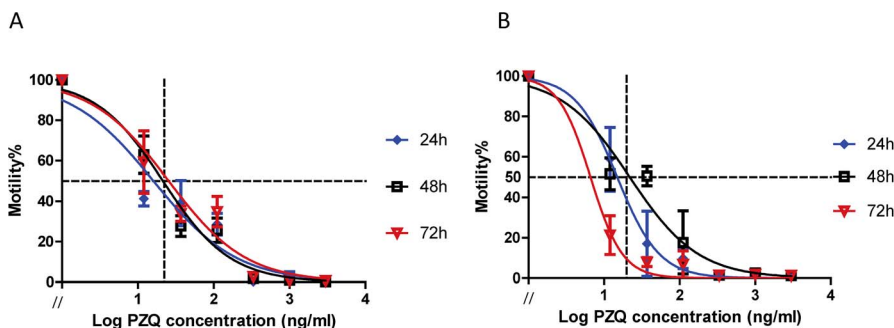 A
Motility%
100
80
60
40
20
0
//
1
2
3
4
Log PZQ concentration (ng/ml)
24h
48h
72h
B
Motility%
100
80
60
50
40
20
0
//
1
2
3
4
Log PZQ concentration (ng/ml)
24h
48h
72h